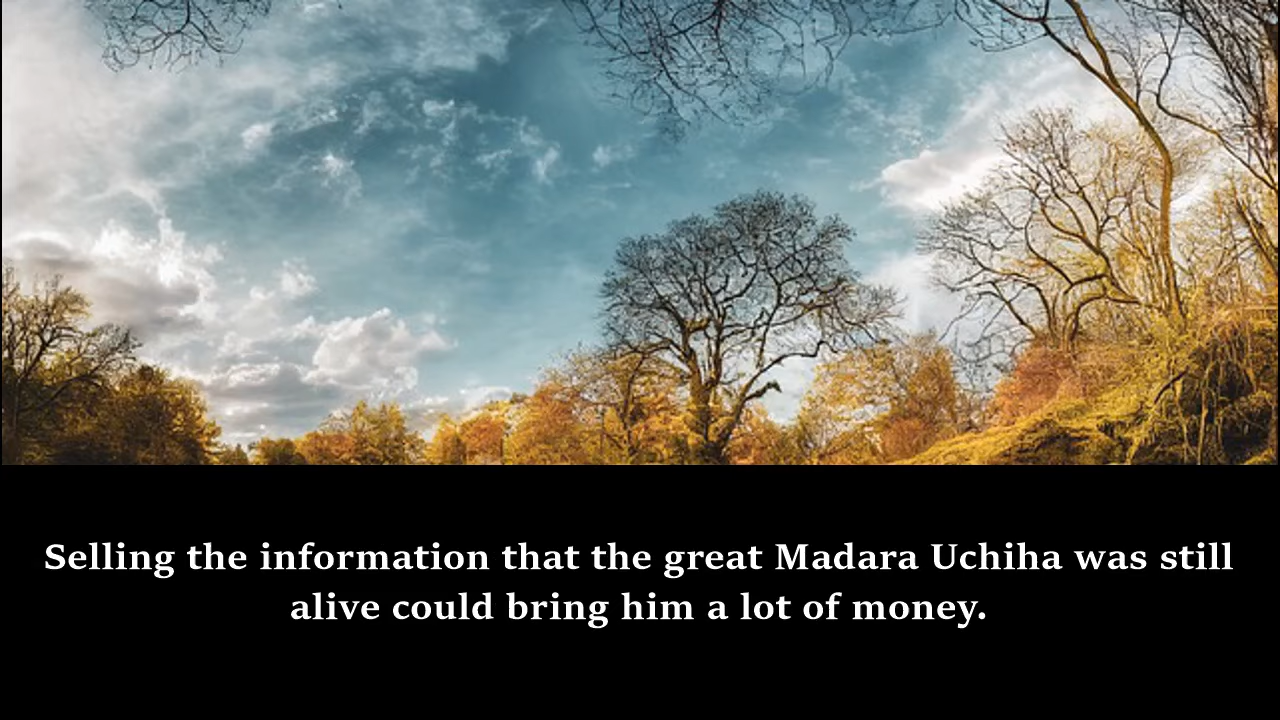 Selling the information that the great Madara Uchiha was still
alive could bring him a lot of money.